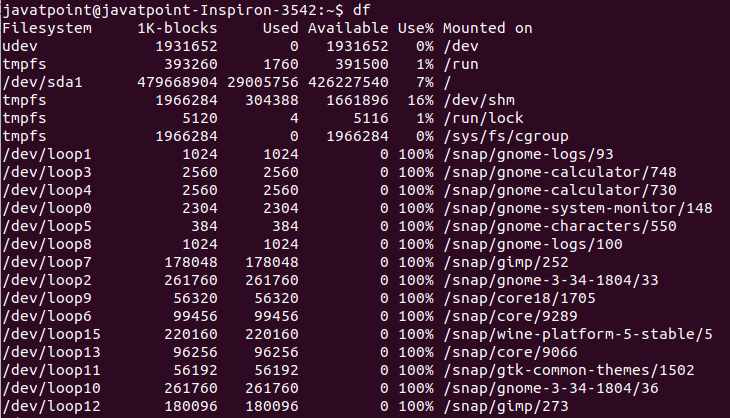 javatpoint@javatpoint-Inspiron-3542:~$ df
Filesystem     1K-blocks     Used Available Use% Mounted on
udev             1931652        0   1931652   0% /dev
tmpfs             393260     1760    391500   1% /run
/dev/sda1      479668904 29005756 426227540   7% /
tmpfs            1966284   304388   1661896  16% /dev/shm
tmpfs               5120        4      5116   1% /run/lock
tmpfs            1966284        0   1966284   0% /sys/fs/cgroup
/dev/loop1          1024     1024         0 100% /snap/gnome-logs/93
/dev/loop3          2560     2560         0 100% /snap/gnome-calculator/748
/dev/loop4          2560     2560         0 100% /snap/gnome-calculator/730
/dev/loop0          2304     2304         0 100% /snap/gnome-system-monitor/148
/dev/loop5           384      384         0 100% /snap/gnome-characters/550
/dev/loop8          1024     1024         0 100% /snap/gnome-logs/100
/dev/loop7        178048   178048         0 100% /snap/gimp/252
/dev/loop2        261760   261760         0 100% /snap/gnome-3-34-1804/33
/dev/loop9         56320    56320         0 100% /snap/core18/1705
/dev/loop6         99456    99456         0 100% /snap/core/9289
/dev/loop15       220160   220160         0 100% /snap/wine-platform-5-stable/5
/dev/loop13        96256    96256         0 100% /snap/core/9066
/dev/loop11        56192    56192         0 100% /snap/gtk-common-themes/1502
/dev/loop10       261760   261760         0 100% /snap/gnome-3-34-1804/36
/dev/loop12       180096   180096         0 100% /snap/gimp/273